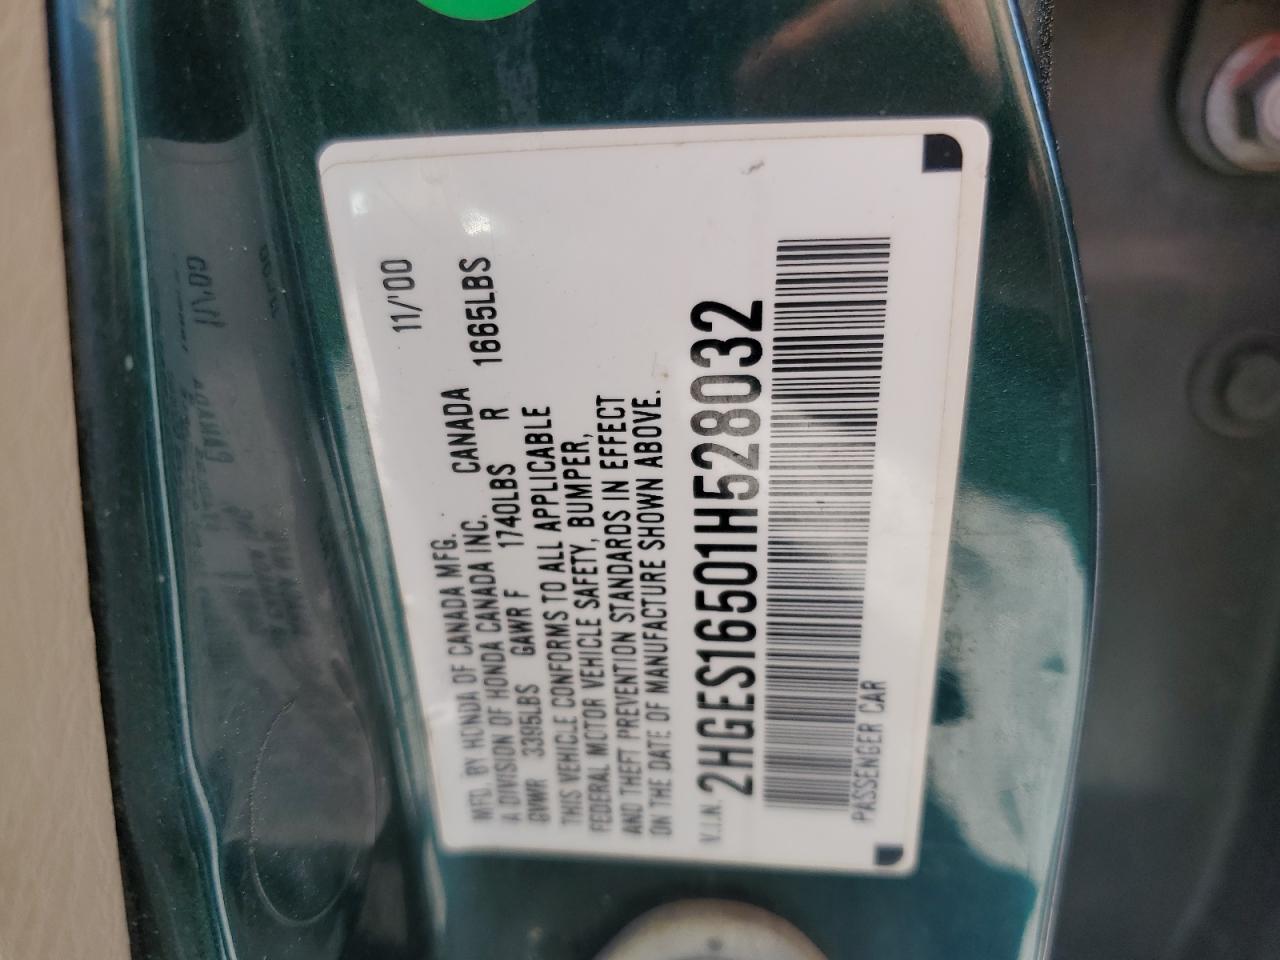 MFD. BY HONDA OF CANADA MFG. CANADA 11/'00
A DIVISION OF HONDA CANADA INC.
GVWR 3395LBS GAWR F 1740LBS R 1665LBS
THIS VEHICLE CONFORMS TO ALL APPLICABLE
FEDERAL MOTOR VEHICLE SAFETY, BUMPER,
AND THEFT PREVENTION STANDARDS IN EFFECT
ON THE DATE OF MANUFACTURE SHOWN ABOVE.
V.I.N. 2HGES16501H528032
PASSENGER CAR